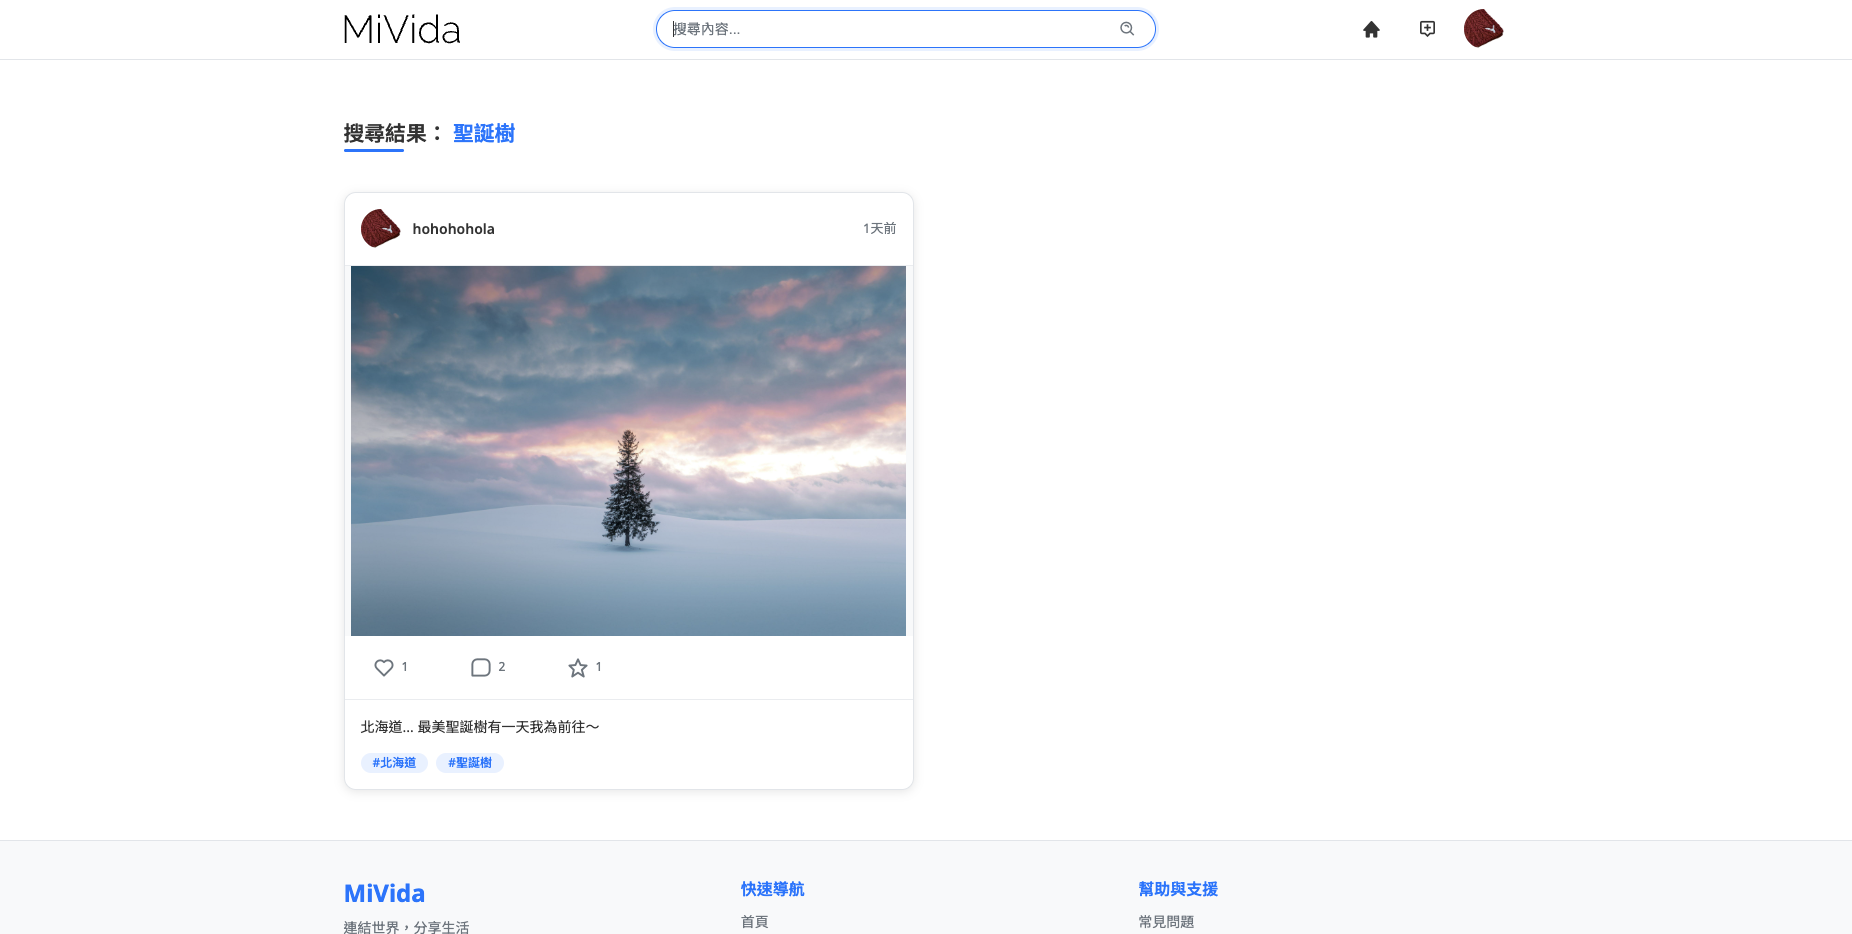 MiVida
搜尋內容...
搜尋結果： 聖誕樹
hohohohola
1天前
1
2
1
北海道... 最美聖誕樹有一天我為前往～
#北海道 #聖誕樹
MiVida
連結世界，分享生活
快速導航
首頁
幫助與支援
常見問題